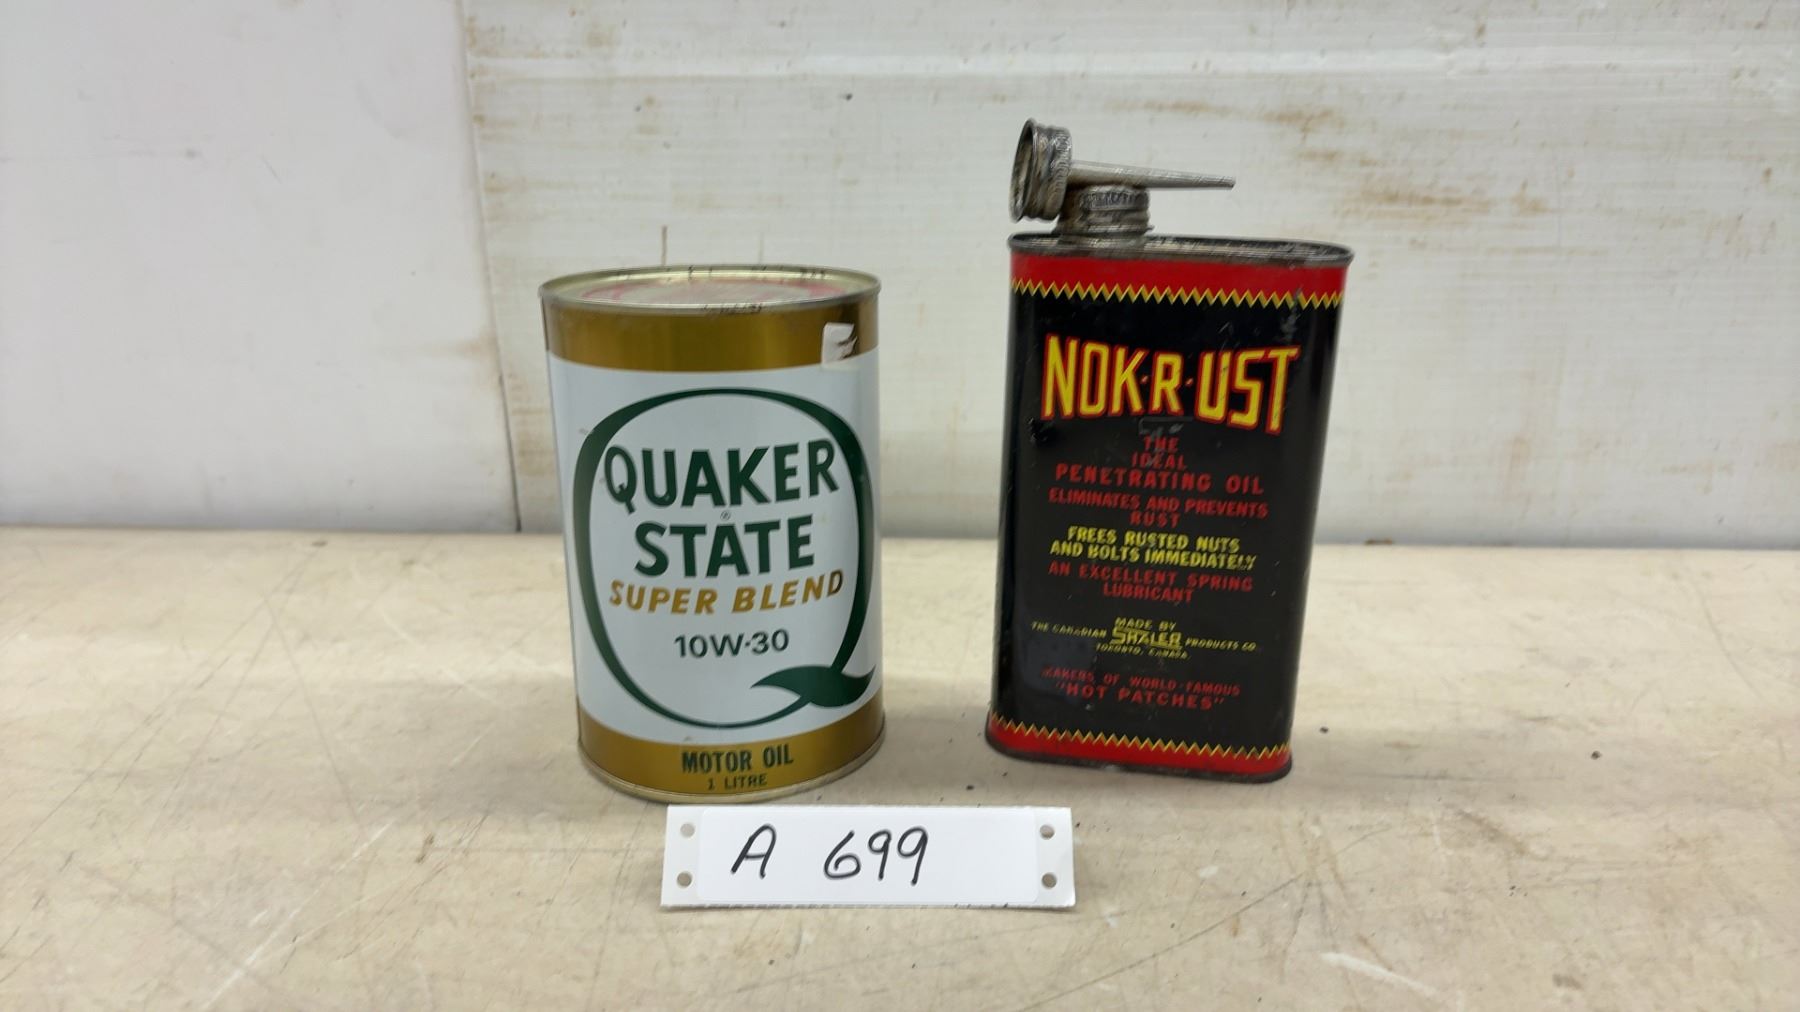 QUAKER
STATE
®
SUPER BLEND
10W-30
MOTOR OIL
1 LITRE
NOK·R·UST
THE
IDEAL
PENETRATING OIL
ELIMINATES AND PREVENTS
RUST
FREES RUSTED NUTS
AND BOLTS IMMEDIATELY
AN EXCELLENT SPRING
LUBRICANT
MADE BY
THE CANADIAN SHALER PRODUCTS CO.
TORONTO, CANADA.
MAKERS OF WORLD-FAMOUS
"HOT PATCHES"
A 699